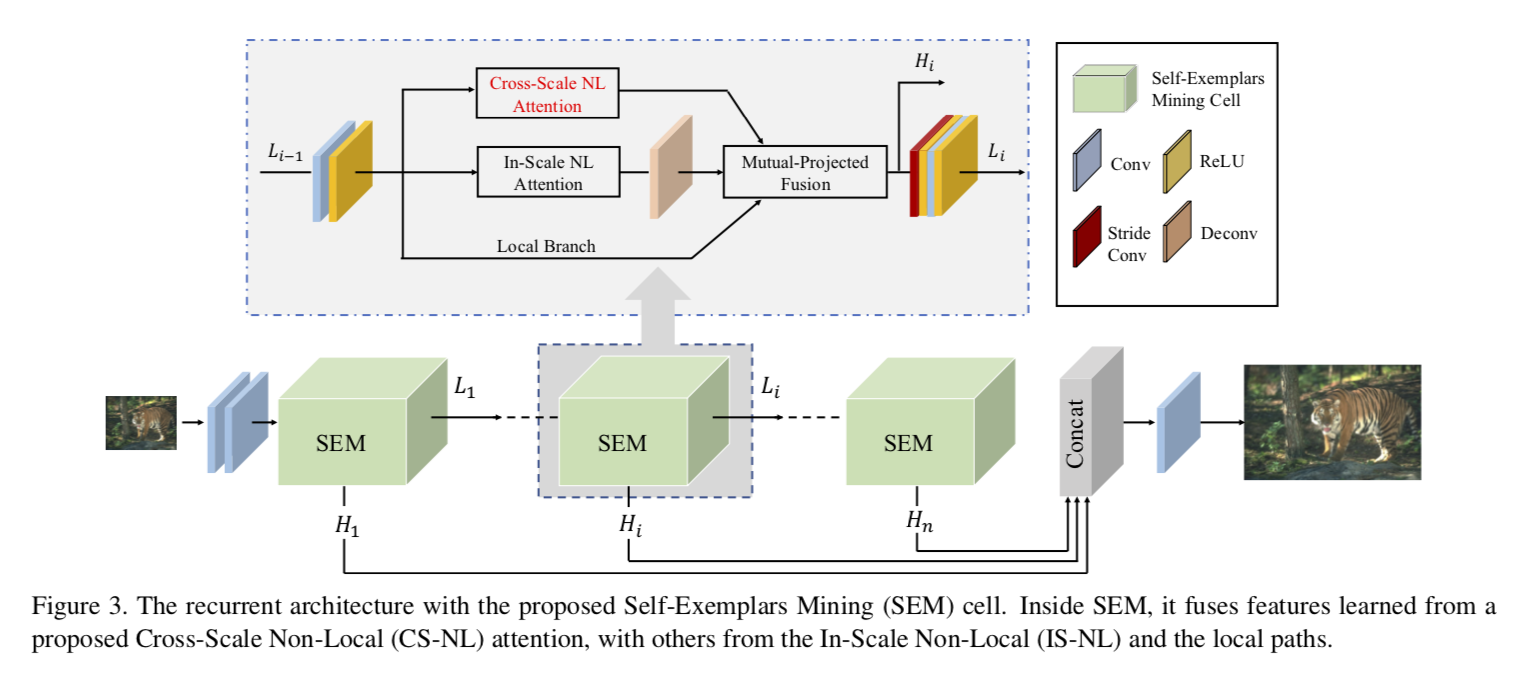 H_i
Cross-Scale NL
Attention
Self-Exemplars
Mining Cell
L_{i-1}
In-Scale NL
Attention
Mutual-Projected
Fusion
L_i
Conv
ReLU
Local Branch
Stride
Conv
Deconv
L_1
L_i
SEM
SEM
SEM
Concat
H_1
H_i
H_n
Figure 3. The recurrent architecture with the proposed Self-Exemplars Mining (SEM) cell. Inside SEM, it fuses features learned from a
proposed Cross-Scale Non-Local (CS-NL) attention, with others from the In-Scale Non-Local (IS-NL) and the local paths.